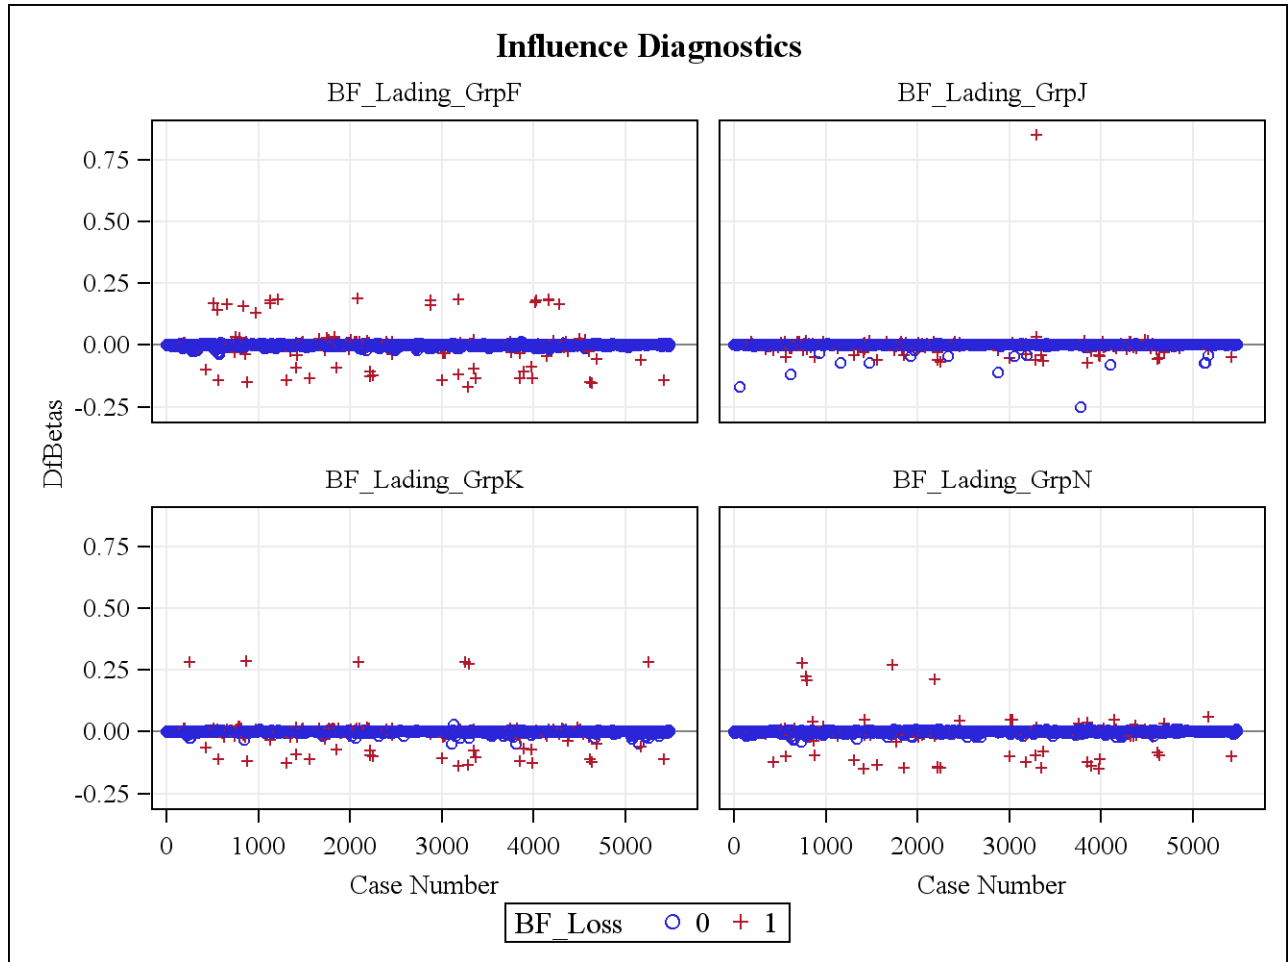 Influence Diagnostics
BF_Lading_GrpF
BF_Lading_GrpJ
0.75
0.50
0.25
0.00
-0.25
DfBetas
BF_Lading_GrpK
BF_Lading_GrpN
0.75
0.50
0.25
0.00
-0.25
0 1000 2000 3000 4000 5000
0 1000 2000 3000 4000 5000
Case Number
Case Number
BF_Loss 0 1